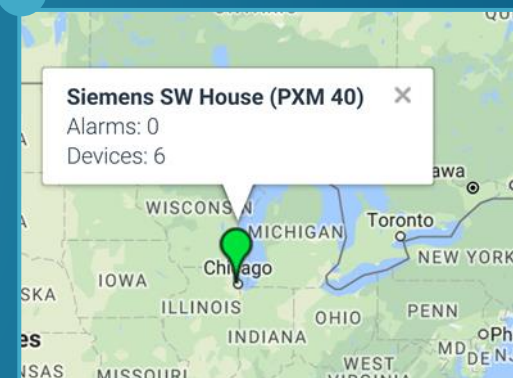 Siemens SW House (PXM 40)
Alarms: 0
Devices: 6
WISCONSIN
MICHIGAN
Toronto
NEW YORK
Chicago
IOWA
ILLINOIS
INDIANA
OHIO
PENN
MD
DE
N
MISSOURI
WEST